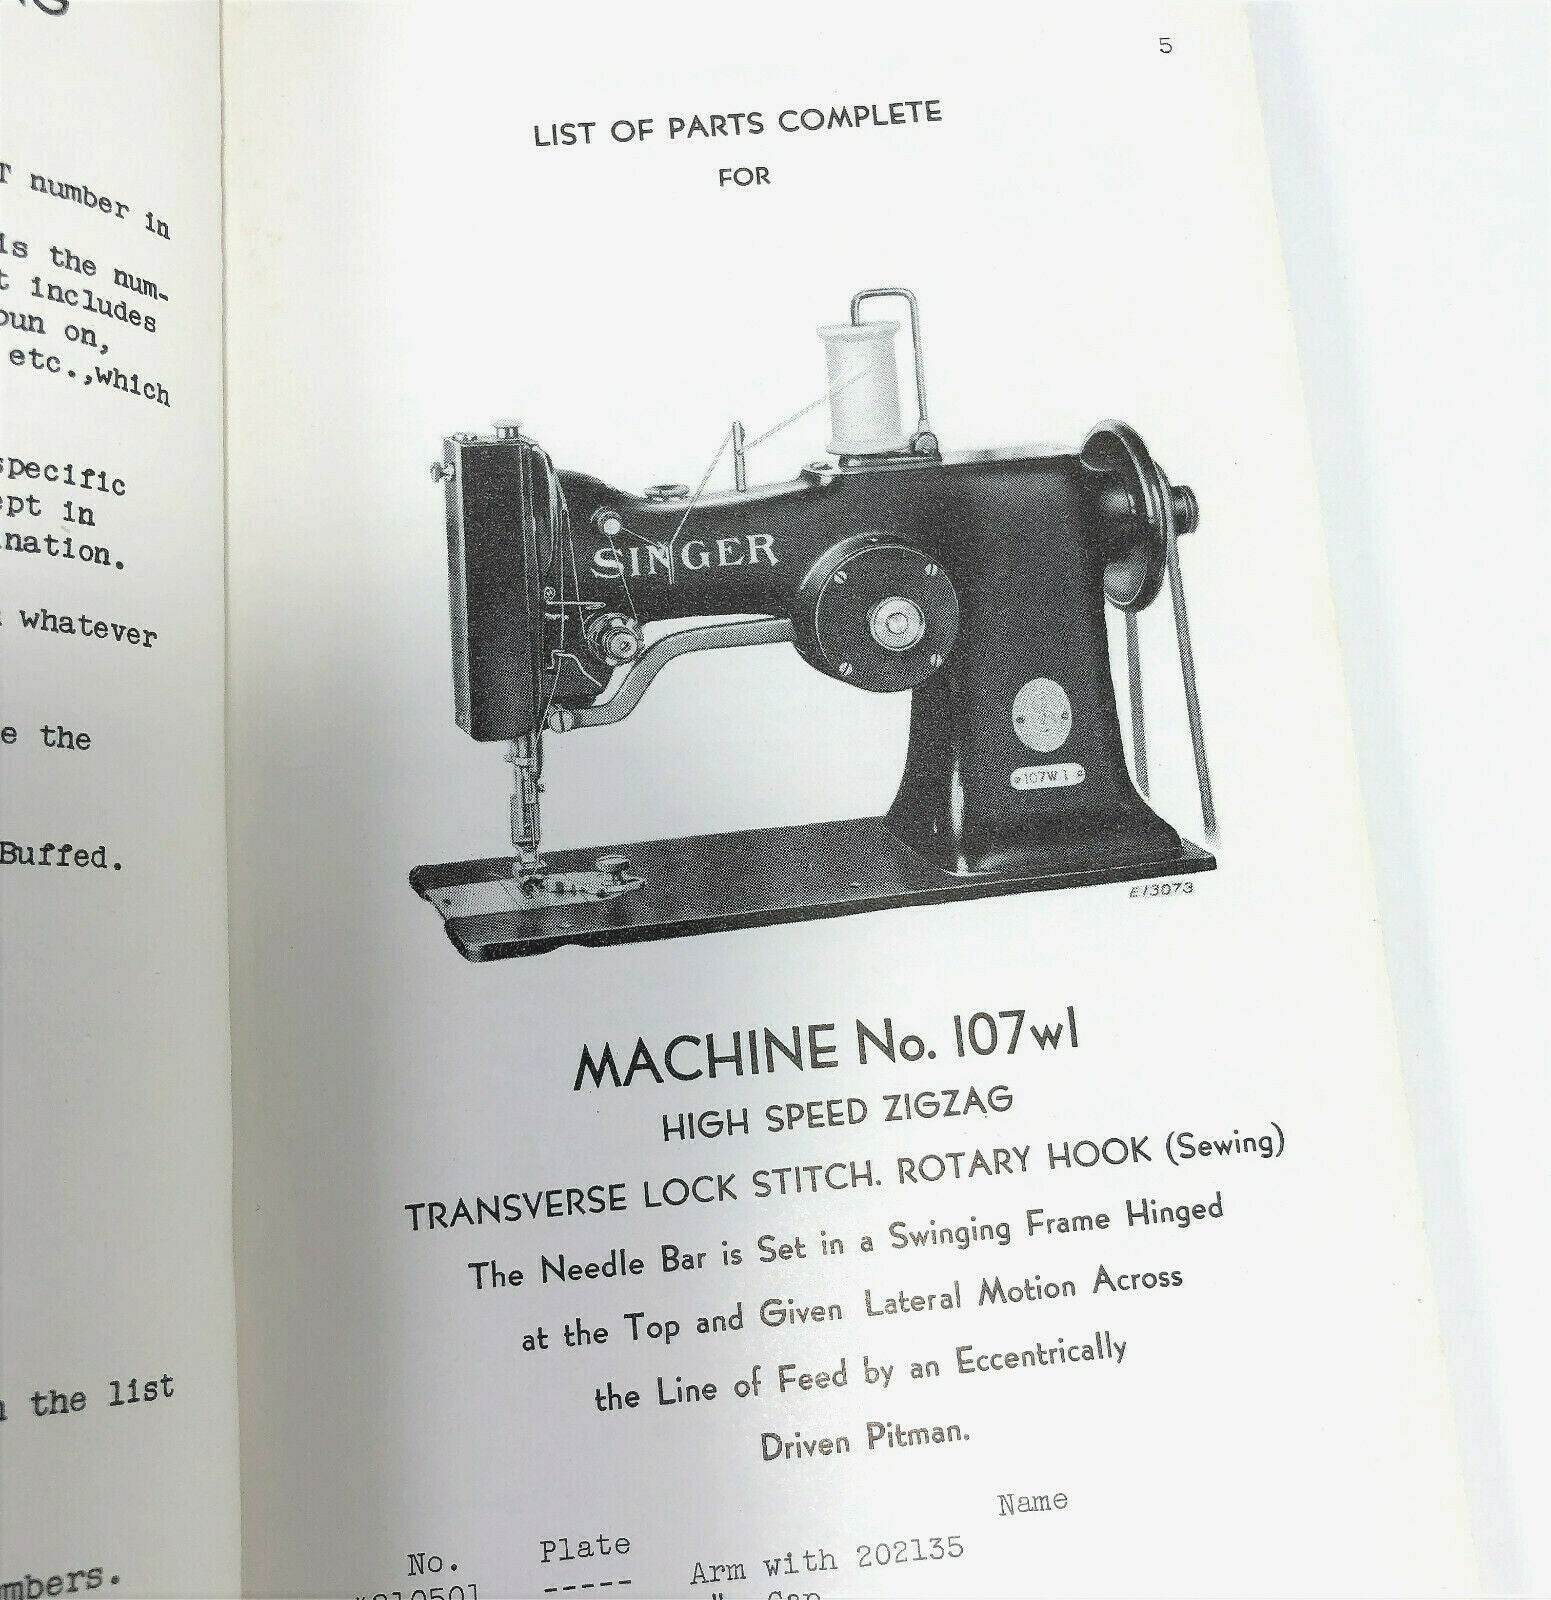 number in
is the num-
includes
on,
etc.,which
specific
in
whatever
the
Buffed.
the list
5
LIST OF PARTS COMPLETE
FOR
SINGER
107W1
E13073
MACHINE No. 107w1
HIGH SPEED ZIGZAG
TRANSVERSE LOCK STITCH. ROTARY HOOK (Sewing)
The Needle Bar is Set in a Swinging Frame Hinged
at the Top and Given Lateral Motion Across
the Line of Feed by an Eccentrically
Driven Pitman.
No. Plate Name
----- Arm with 202135